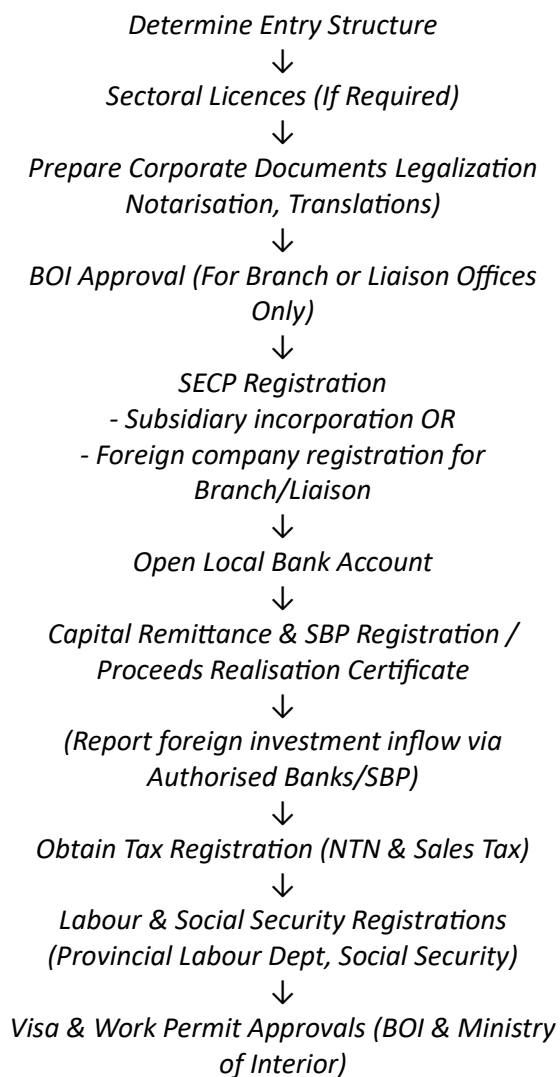 Determine Entry Structure
↓
Sectoral Licences (If Required)
↓
Prepare Corporate Documents Legalization
Notarisation, Translations)
↓
BOI Approval (For Branch or Liaison Offices
Only)
↓
SECP Registration
- Subsidiary incorporation OR
- Foreign company registration for
Branch/Liaison
↓
Open Local Bank Account
↓
Capital Remittance & SBP Registration /
Proceeds Realisation Certificate
↓
(Report foreign investment inflow via
Authorised Banks/SBP)
↓
Obtain Tax Registration (NTN & Sales Tax)
↓
Labour & Social Security Registrations
(Provincial Labour Dept, Social Security)
↓
Visa & Work Permit Approvals (BOI & Ministry
of Interior)